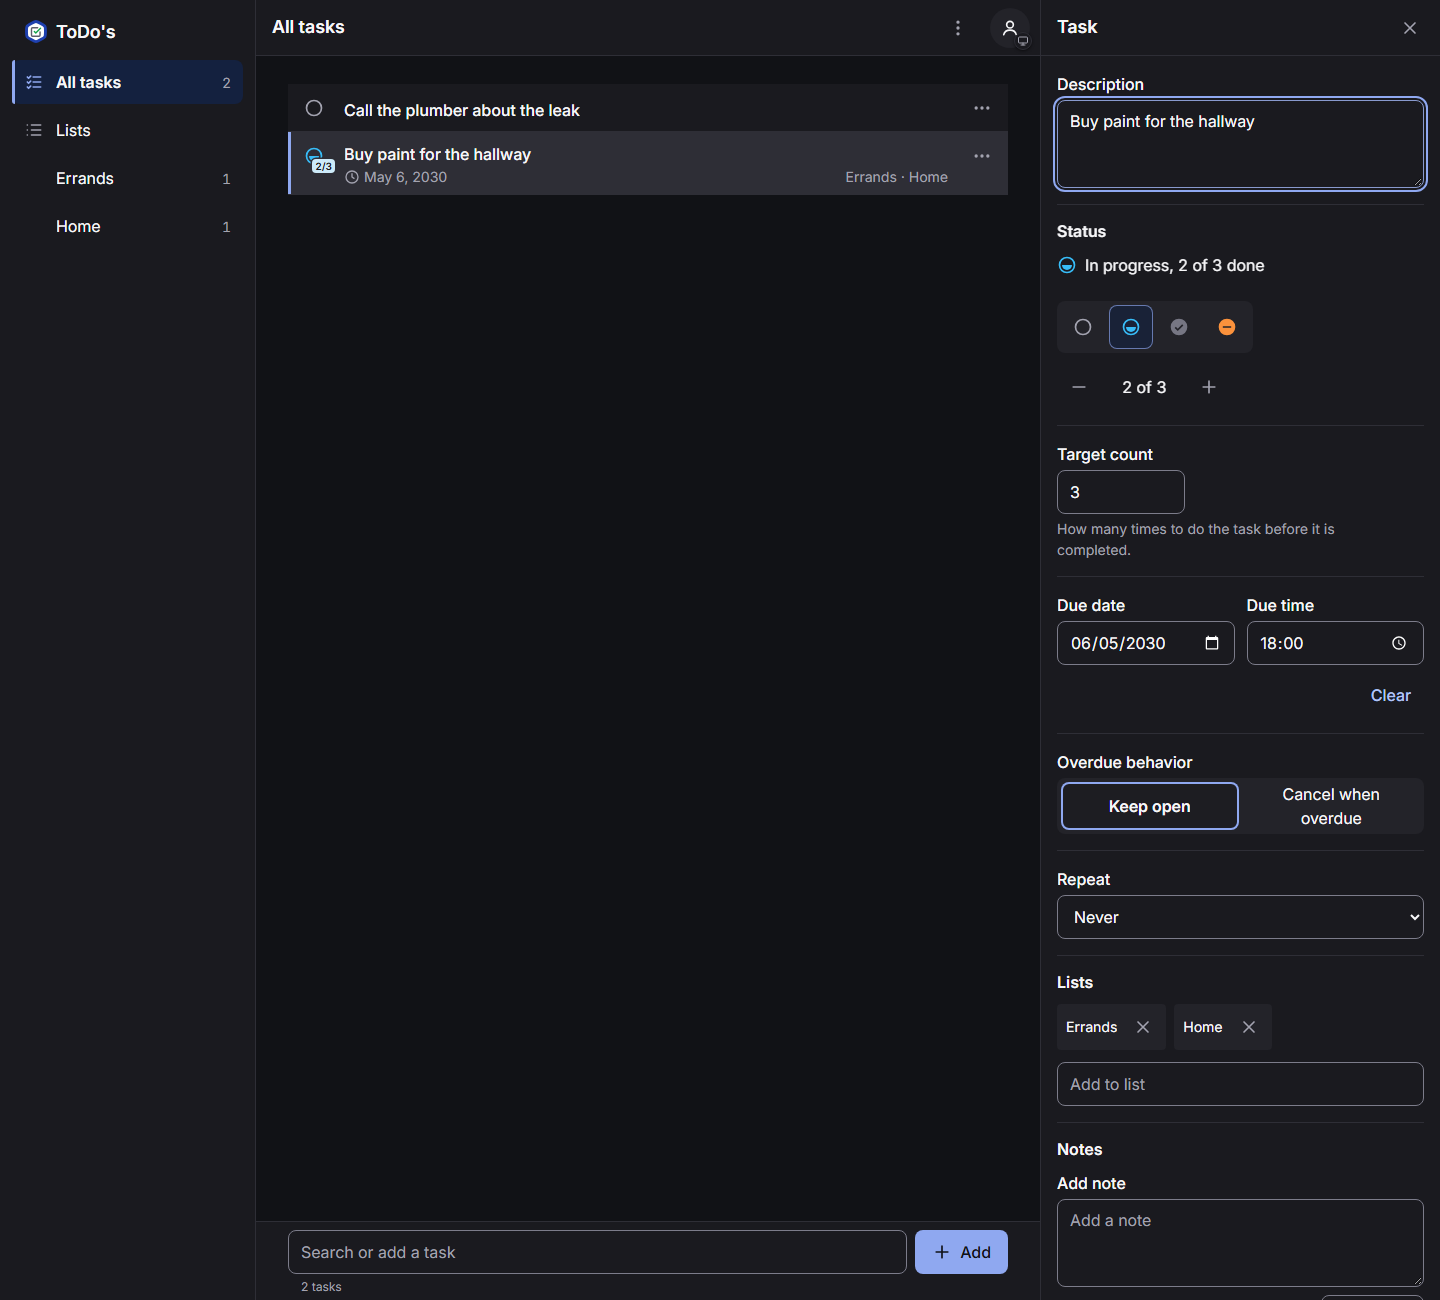 ToDo's
All tasks 2
Lists
Errands 1
Home 1
All tasks
Call the plumber about the leak
2/3
Buy paint for the hallway
May 6, 2030
Errands · Home
Search or add a task
Add
2 tasks
Task
Description
Buy paint for the hallway
Status
In progress, 2 of 3 done
2 of 3
Target count
3
How many times to do the task before it is
completed.
Due date Due time
06/05/2030 18:00
Clear
Overdue behavior
Keep open
Cancel when
overdue
Repeat
Never
Lists
Errands Home
Add to list
Notes
Add note
Add a note